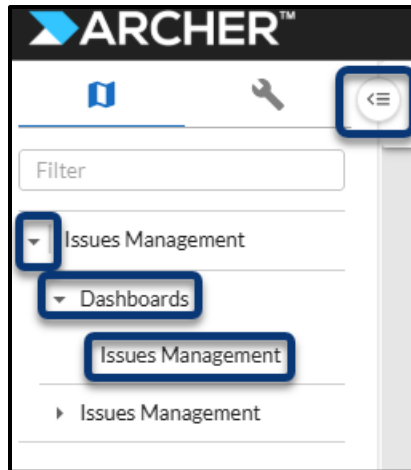 ARCHER™
Filter
Issues Management
Dashboards
Issues Management
Issues Management